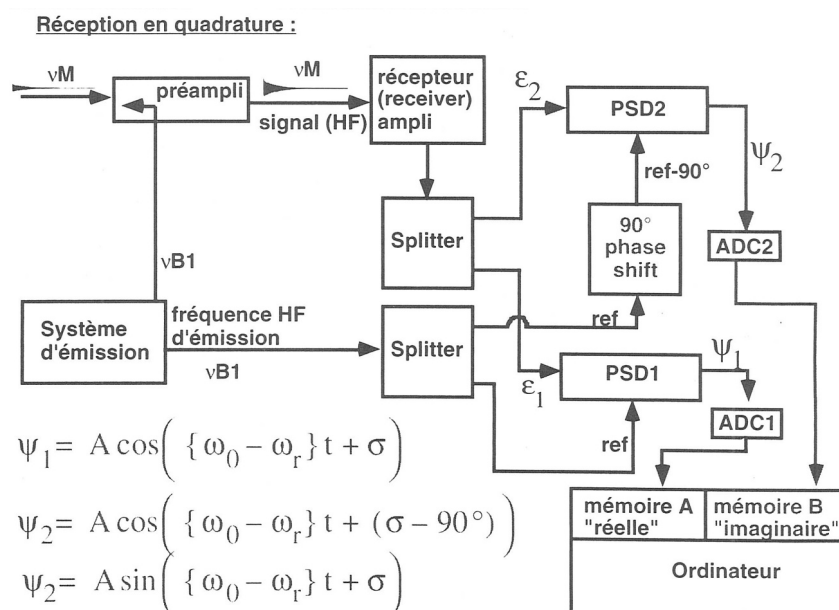 Réception en quadrature :
νM
préampli
νM
signal (HF)
récepteur
(receiver)
ampli
ε2
PSD2
ψ2
ref-90°
Splitter
90°
phase
shift
ADC2
νB1
Système
d'émission
fréquence HF
d'émission
νB1
Splitter
ref
ε1
PSD1
ψ1
ref
ADC1
ψ1= A cos( {ω0 − ωr} t + σ )
ψ2= A cos( {ω0 − ωr} t + (σ − 90°) )
ψ2= A sin( {ω0 − ωr} t + σ )
mémoire A
"réelle"
mémoire B
"imaginaire"
Ordinateur